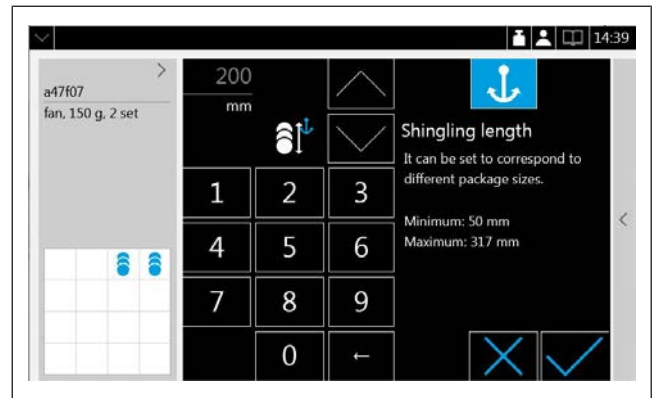 14:39
a47f07
fan, 150 g, 2 set
200
mm
1 2 3
4 5 6
7 8 9
0 ←
Shingling length
It can be set to correspond to
different package sizes.
Minimum: 50 mm
Maximum: 317 mm